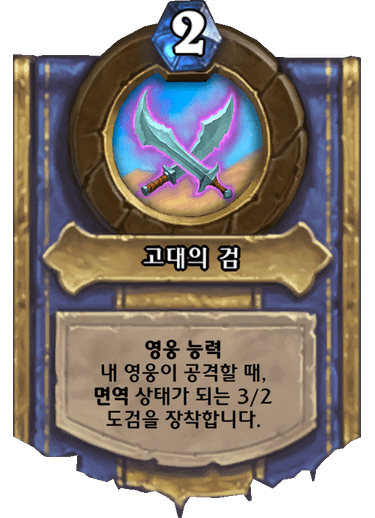 2
고대의 검
영웅 능력
내 영웅이 공격할 때,
면역 상태가 되는 3/2
도검을 장착합니다.